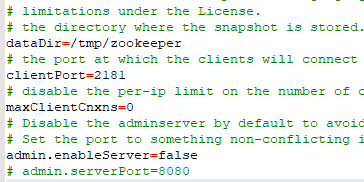 # limitations under the License.
# the directory where the snapshot is stored.
dataDir=/tmp/zookeeper
# the port at which the clients will connect
clientPort=2181
# disable the per-ip limit on the number of c
maxClientCnxns=0
# Disable the adminserver by default to avoid
# Set the port to something non-conflicting i
admin.enableServer=false
# admin.serverPort=8080